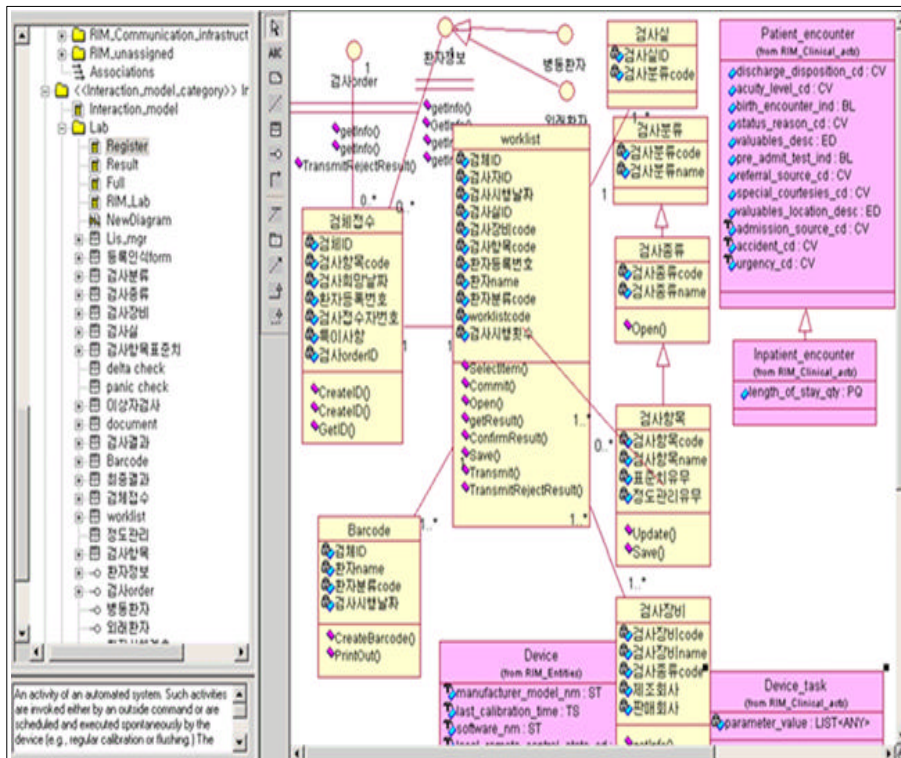 RIM_Communication_infrastruct
RIM_unassigned
Associations
<<Interaction_model_category>> In
Interaction_model
Lab
Register
Result
Full
RIM_Lab
NewDiagram
Lis_mgr
등록인식form
검사분류
검사종류
검사장비
검사실
검사항목표준치
delta check
panic check
이상자검사
document
검사결과
Barcode
최종결과
검체접수
worklist
정도관리
검사항목
환자정보
검사order
병동환자
외래환자
An activity of an automated system. Such activities
are invoked either by an outside command or are
scheduled and executed spontaneously by the
device (e.g., regular calibration or flushing.) The
ABC
1
검사order
1
환자정보
병동환자
외래환자
getInfo()
getInfo()
TransmitRejectResult()
getInfo()
GetInfo()
0..*
0..*
검체접수
검체ID
검사항목code
검사희망날짜
환자등록번호
검사접수자번호
특이사항
검사orderID
CreateID()
CreateID()
GetID()
1
1
worklist
검체ID
검사자ID
검사시행날짜
검사실ID
검사장비code
검사항목code
환자등록번호
환자name
환자분류code
worklistcode
검사시행횟수
SelectItem()
Commit()
Open()
getResult()
ConfirmResult()
Save()
Transmit()
TransmitRejectResult()
1
1..*
1..*
0..*
1..*
Barcode
검체ID
환자name
환자분류code
검사시행날짜
CreateBarcode()
PrintOut()
검사실
검사실ID
검사분류code
1..*
1
검사분류
검사분류code
검사분류name
검사종류
검사종류code
검사종류name
Open()
검사항목
검사항목code
검사항목name
표준치유무
정도관리유무
Update()
Save()
1..*
검사장비
검사장비code
검사장비name
검사종류code
제조회사
판매회사
getInfo()
Patient_encounter
(from RIM_Clinical_acts)
discharge_disposition_cd : CV
acuity_level_cd : CV
birth_encounter_ind : BL
status_reason_cd : CV
valuables_desc : ED
pre_admit_test_ind : BL
referral_source_cd : CV
special_courtesies_cd : CV
valuables_location_desc : ED
admission_source_cd : CV
accident_cd : CV
urgency_cd : CV
Inpatient_encounter
(from RIM_Clinical_acts)
length_of_stay_qty : PQ
Device
(from RIM_Entities)
manufacturer_model_nm : ST
last_calibration_time : TS
software_nm : ST
local_remote_control_state_cd :
Device_task
(from RIM_Clinical_acts)
parameter_value : LIST<ANY>